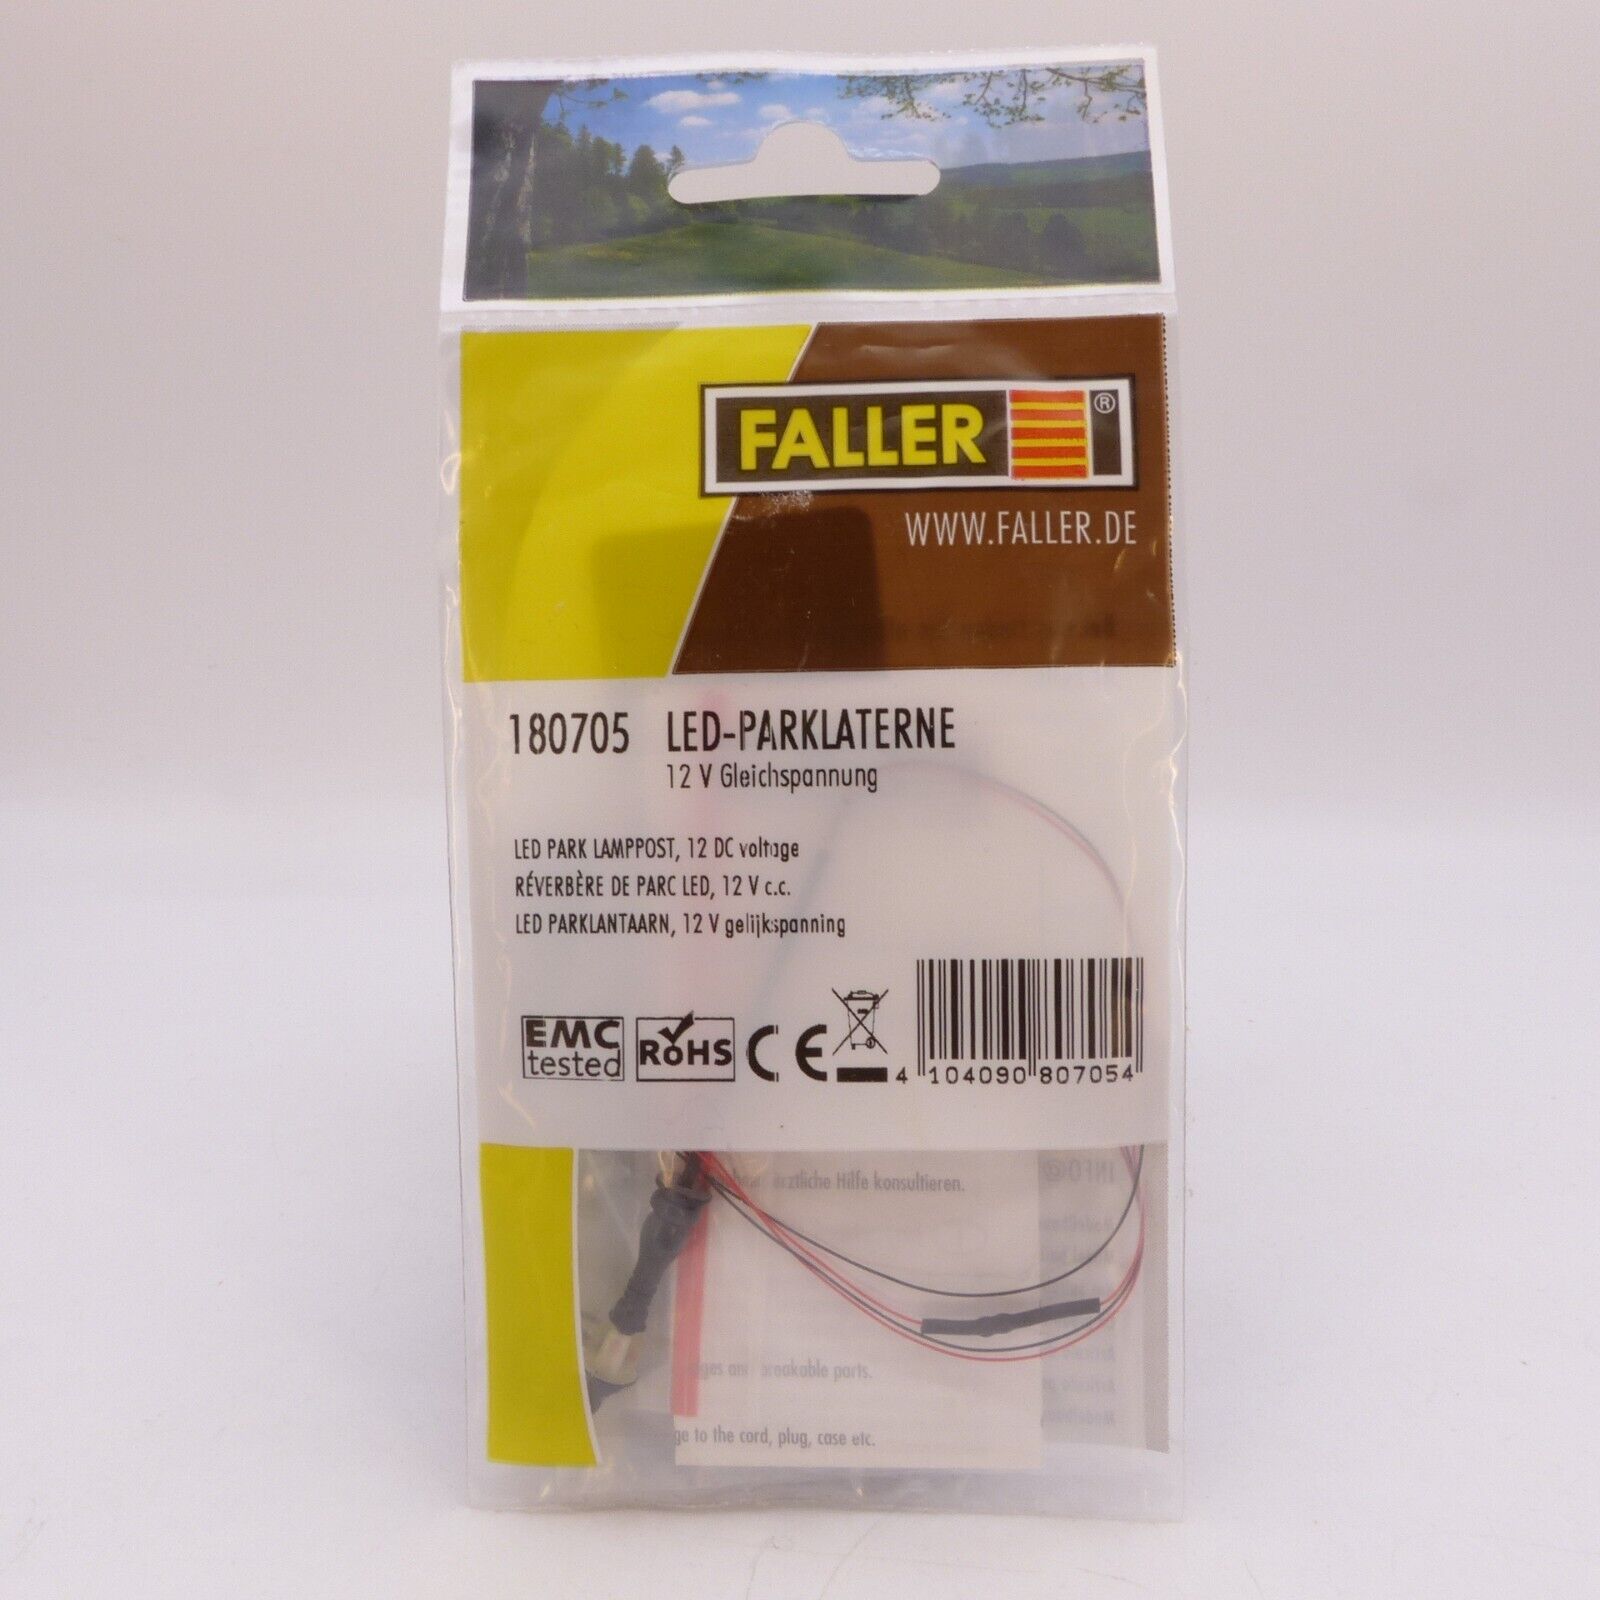 FALLER ®
WWW.FALLER.DE
180705 LED-PARKLATERNE
12 V Gleichspannung
LED PARK LAMPPOST, 12 DC voltage
RÉVERBÈRE DE PARC LED, 12 V c.c.
LED PARKLANTAARN, 12 V gelijkspanning
EMC
tested
RoHS
CE
4 104090 807054
ärztliche Hilfe konsultieren.
INFO@
breakable parts.
to the cord, plug, case etc.